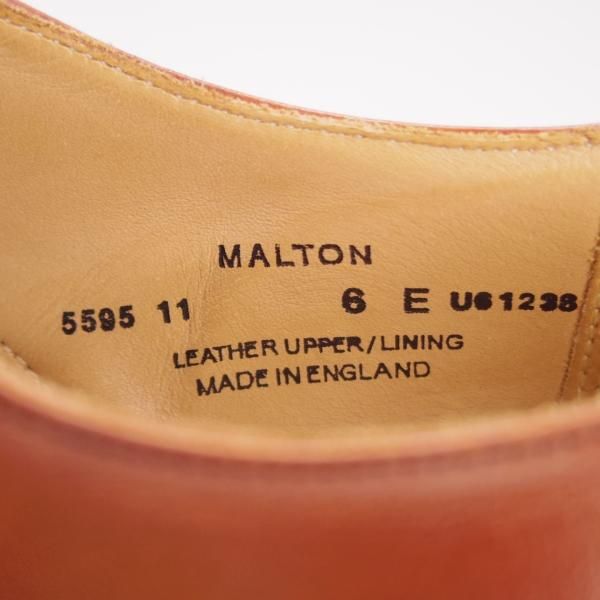 MALTON
5595 11 6 E U61238
LEATHER UPPER/LINING
MADE IN ENGLAND